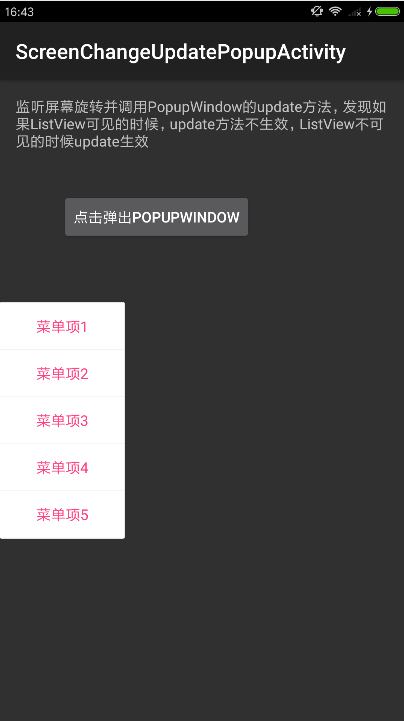 16:43
ScreenChangeUpdatePopupActivity
监听屏幕旋转并调用PopupWindow的update方法, 发现如
果ListView可见的时候, update方法不生效, ListView不可
见的时候update生效
点击弹出POPUPWINDOW
菜单项1
菜单项2
菜单项3
菜单项4
菜单项5